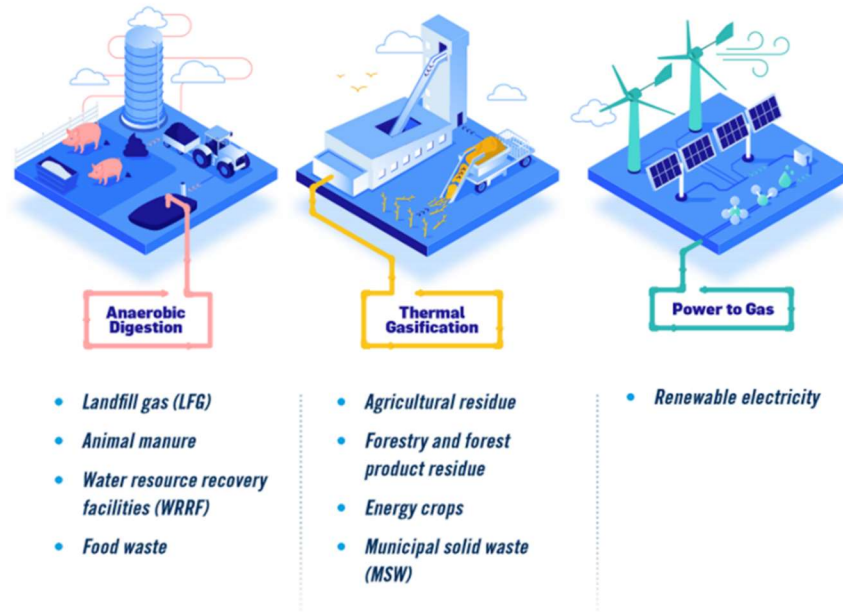 Anaerobic
Digestion
Thermal
Gasification
Power to Gas
Landfill gas (LFG)
Animal manure
Water resource recovery
facilities (WRRF)
Food waste
Agricultural residue
Forestry and forest
product residue
Energy crops
Municipal solid waste
(MSW)
Renewable electricity